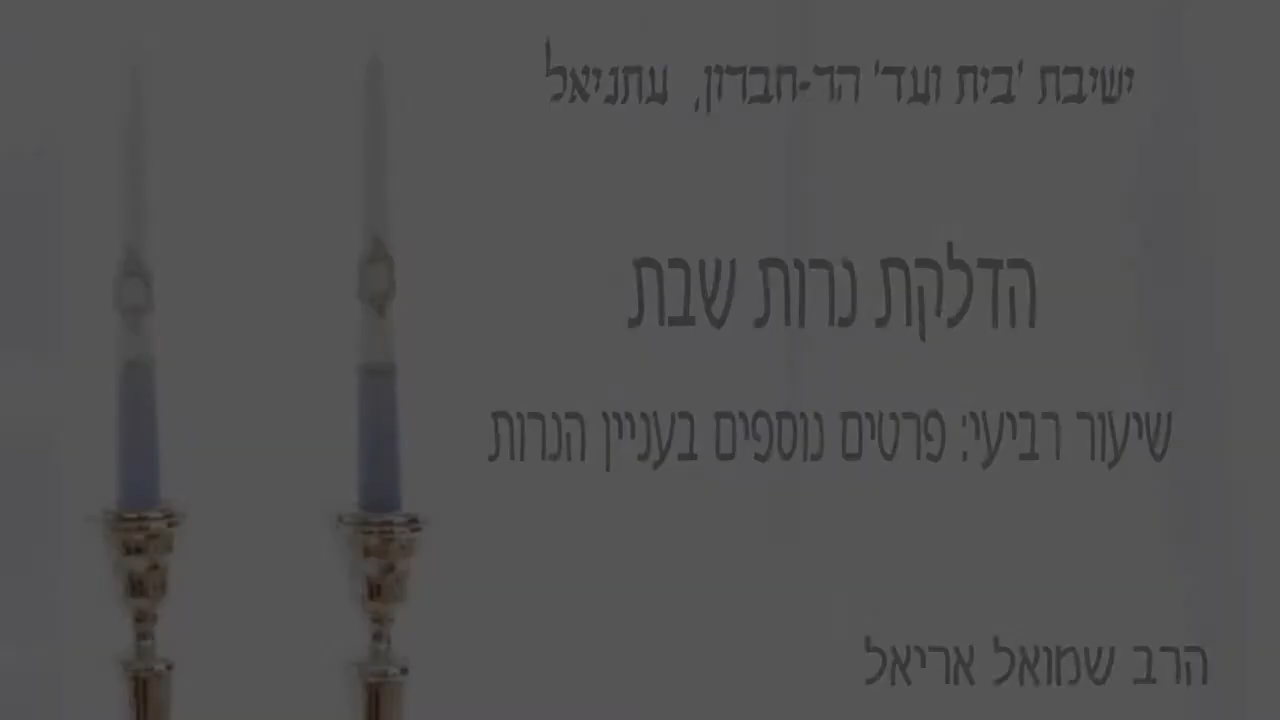 ישיבת 'בית ועד' הר-חברון, עתניאל
הדלקת נרות שבת
שיעור רביעי: פרטים נוספים בעניין הנרות
הרב שמואל אריאל